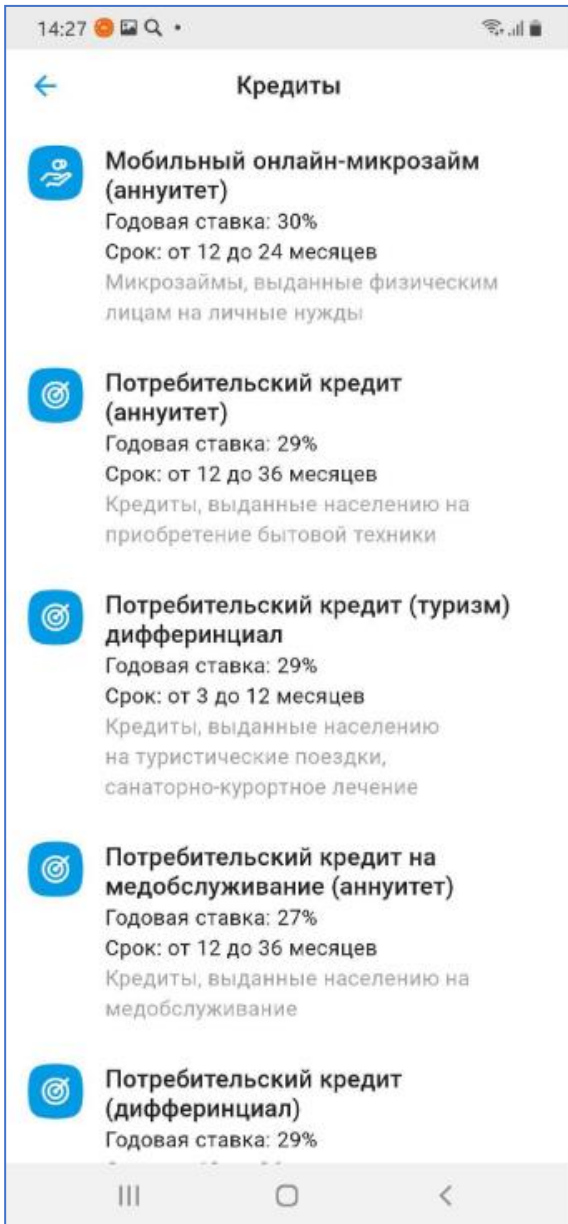 14:27
Кредиты
Мобильный онлайн-микрозайм
(аннуитет)
Годовая ставка: 30%
Срок: от 12 до 24 месяцев
Микрозаймы, выданные физическим
лицам на личные нужды
Потребительский кредит
(аннуитет)
Годовая ставка: 29%
Срок: от 12 до 36 месяцев
Кредиты, выданные населению на
приобретение бытовой техники
Потребительский кредит (туризм)
дифферинциал
Годовая ставка: 29%
Срок: от 3 до 12 месяцев
Кредиты, выданные населению
на туристические поездки,
санаторно-курортное лечение
Потребительский кредит на
медобслуживание (аннуитет)
Годовая ставка: 27%
Срок: от 12 до 36 месяцев
Кредиты, выданные населению на
медобслуживание
Потребительский кредит
(дифферинциал)
Годовая ставка: 29%